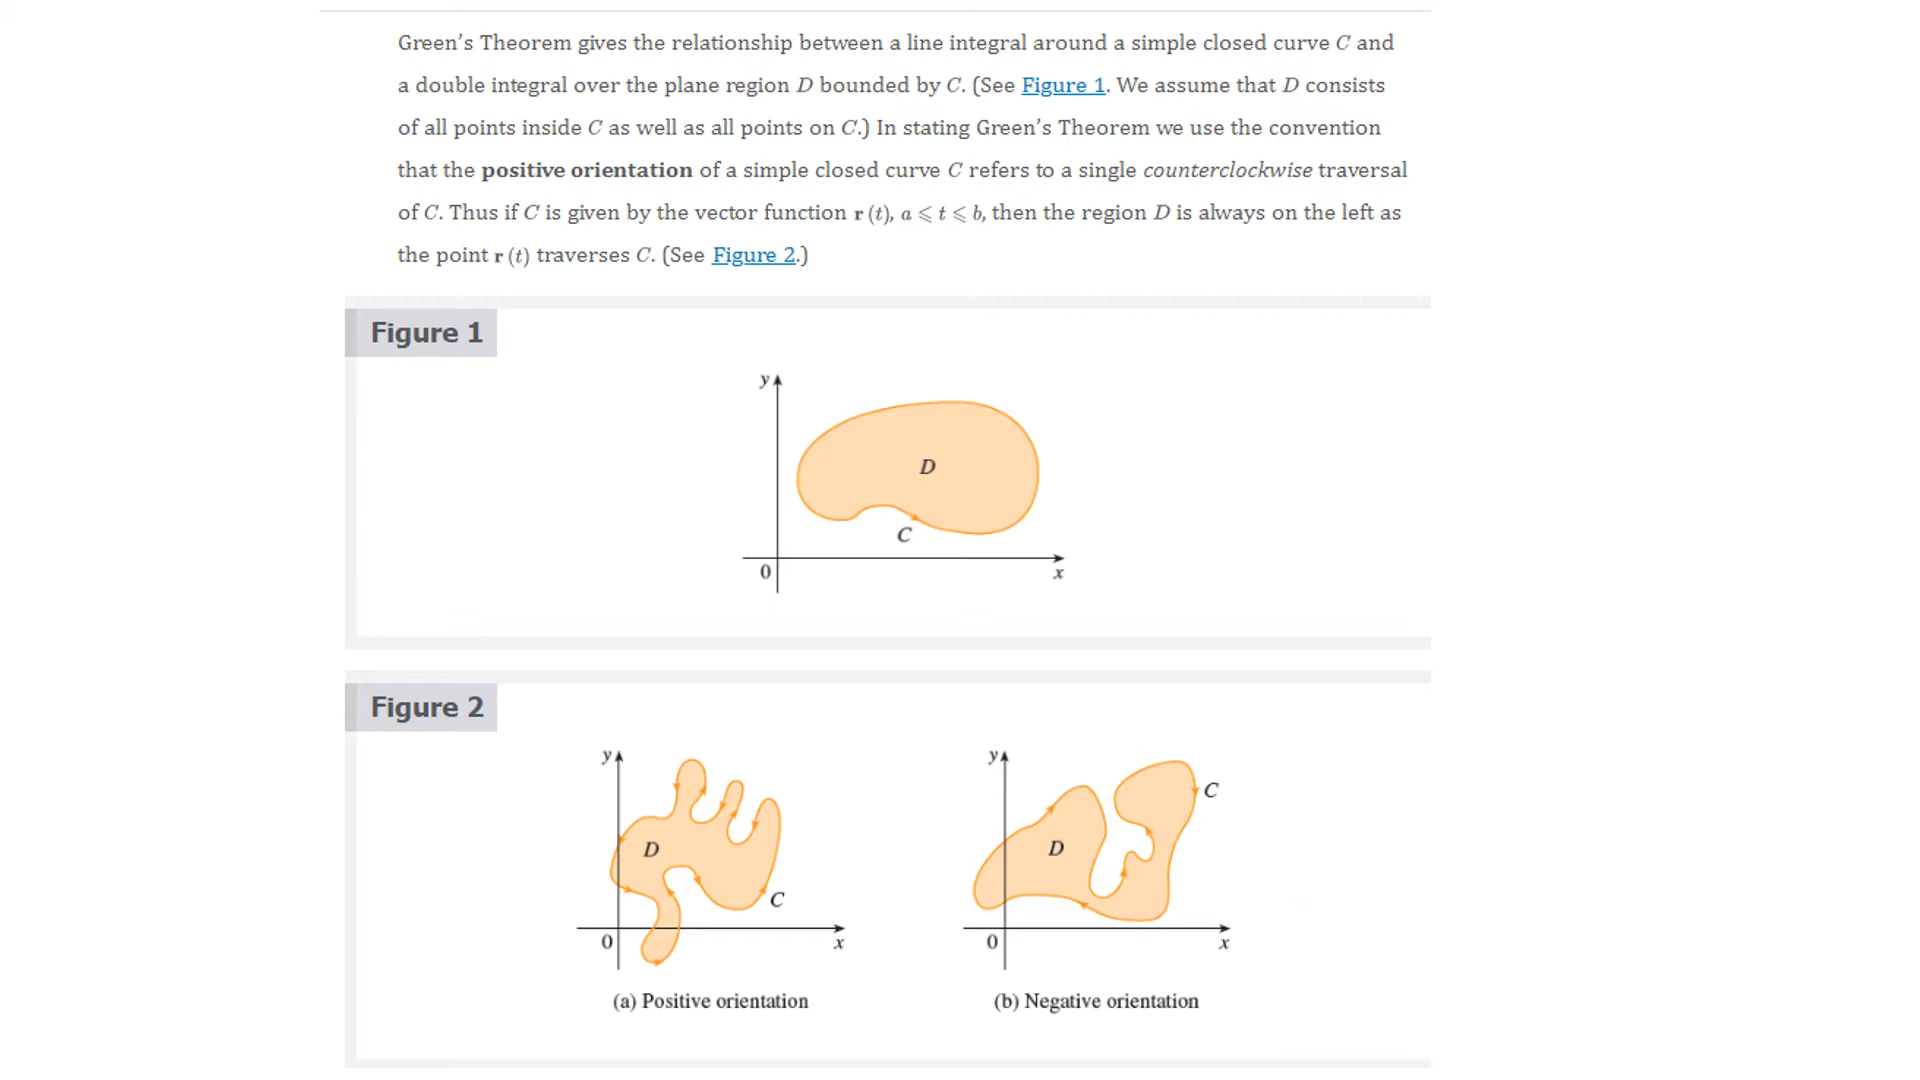 Green's Theorem gives the relationship between a line integral around a simple closed curve C and
a double integral over the plane region D bounded by C. (See Figure 1. We assume that D consists
of all points inside C as well as all points on C.) In stating Green's Theorem we use the convention
that the positive orientation of a simple closed curve C refers to a single counterclockwise traversal
of C. Thus if C is given by the vector function r (t), a ⩽ t ⩽ b, then the region D is always on the left as
the point r (t) traverses C. (See Figure 2.)
Figure 1
y
D
C
0
x
Figure 2
y
D
C
0
x
(a) Positive orientation
y
C
D
0
x
(b) Negative orientation